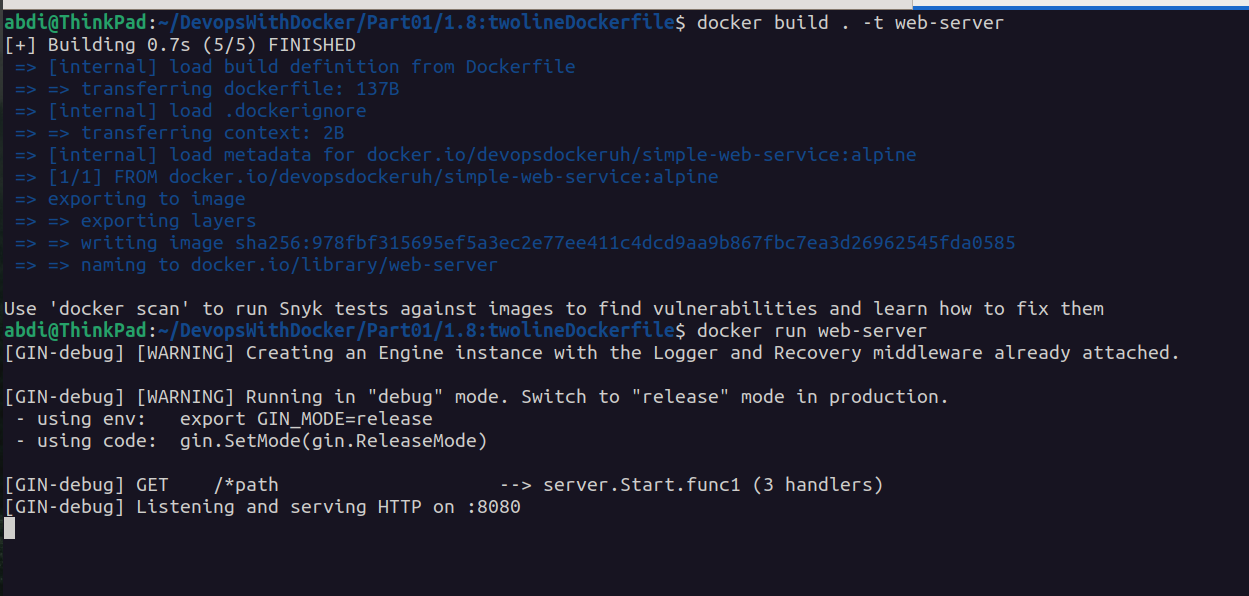 abdi@ThinkPad:~/DevopsWithDocker/Part01/1.8:twolineDockerfile$ docker build . -t web-server
[+] Building 0.7s (5/5) FINISHED
 => [internal] load build definition from Dockerfile
 => => transferring dockerfile: 137B
 => [internal] load .dockerignore
 => => transferring context: 2B
 => [internal] load metadata for docker.io/devopsdockeruh/simple-web-service:alpine
 => [1/1] FROM docker.io/devopsdockeruh/simple-web-service:alpine
 => exporting to image
 => => exporting layers
 => => writing image sha256:978fbf315695ef5a3ec2e77ee411c4dcd9aa9b867fbc7ea3d26962545fda0585
 => => naming to docker.io/library/web-server

Use 'docker scan' to run Snyk tests against images to find vulnerabilities and learn how to fix them
abdi@ThinkPad:~/DevopsWithDocker/Part01/1.8:twolineDockerfile$ docker run web-server
[GIN-debug] [WARNING] Creating an Engine instance with the Logger and Recovery middleware already attached.

[GIN-debug] [WARNING] Running in "debug" mode. Switch to "release" mode in production.
 - using env:   export GIN_MODE=release
 - using code:  gin.SetMode(gin.ReleaseMode)

[GIN-debug] GET    /*path                    --> server.Start.func1 (3 handlers)
[GIN-debug] Listening and serving HTTP on :8080